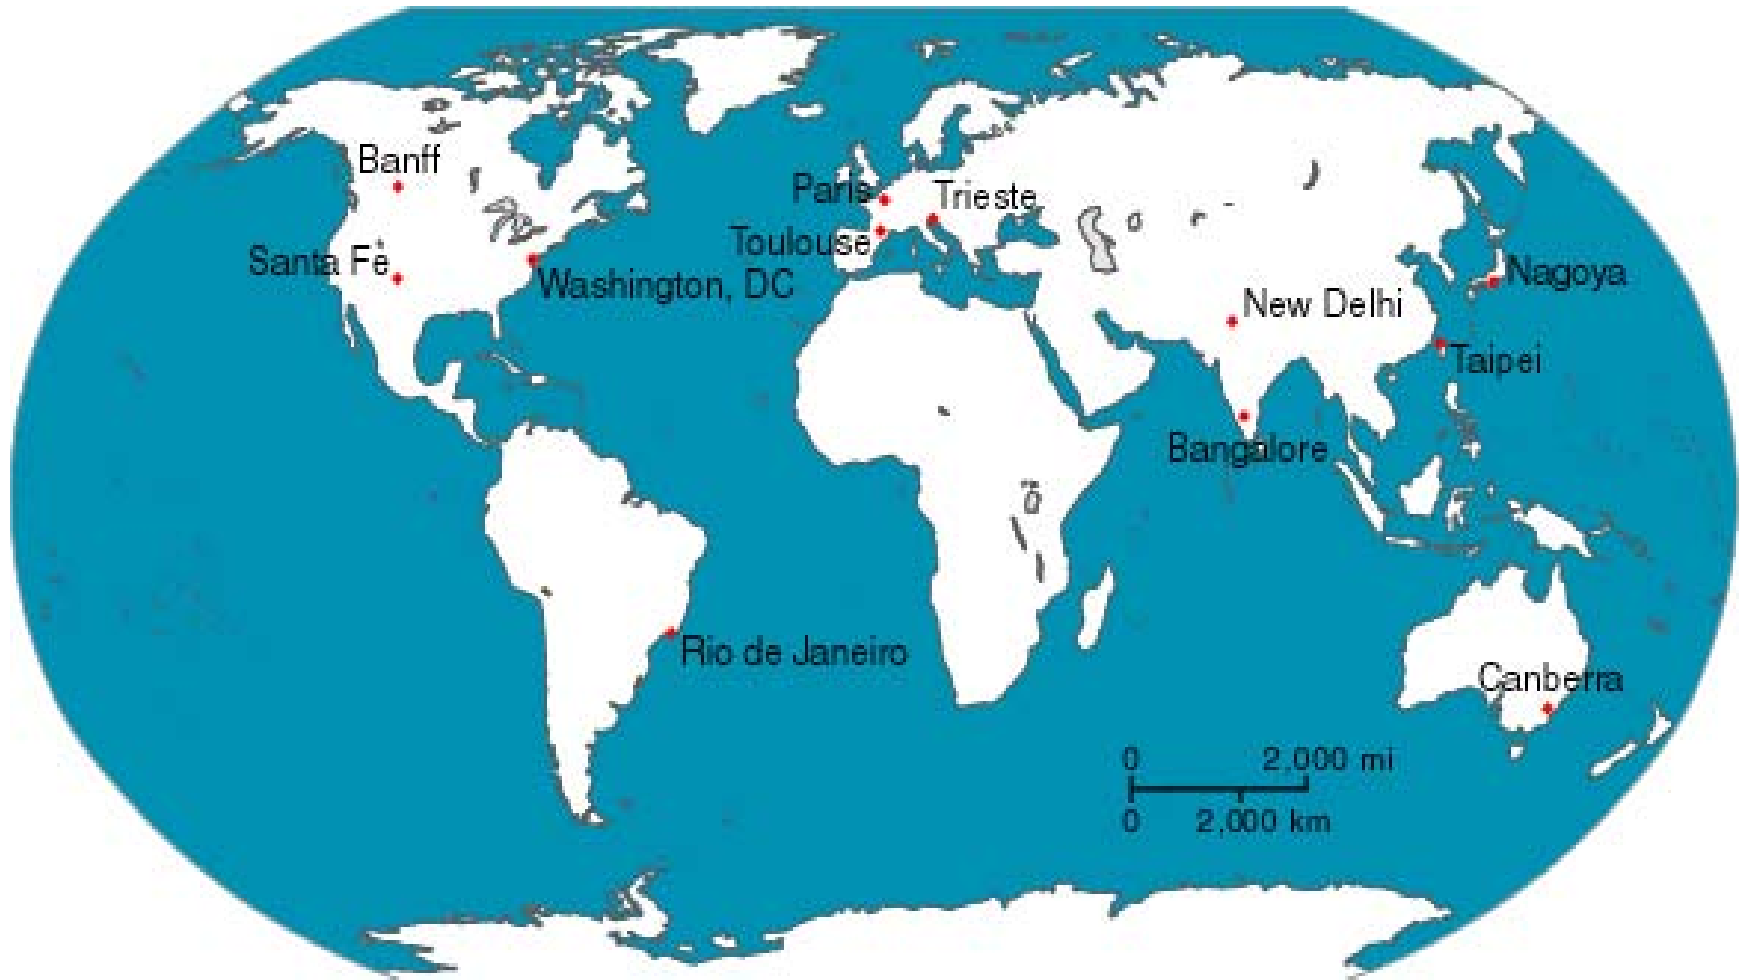 Banff
Paris
Trieste
Toulouse
Santa Fe
Washington, DC
Nagoya
New Delhi
Taipei
Bangalore
Rio de Janeiro
Canberra
0 2,000 mi
0 2,000 km